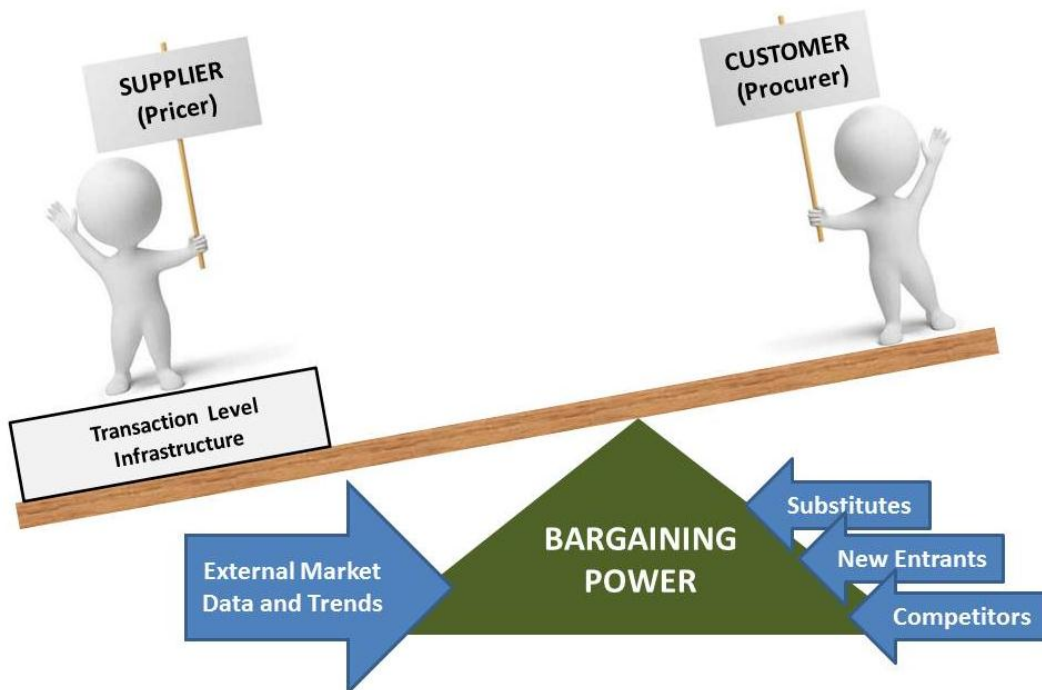 SUPPLIER
(Pricer)
CUSTOMER
(Procurer)
Transaction Level
Infrastructure
External Market
Data and Trends
BARGAINING
POWER
Substitutes
New Entrants
Competitors